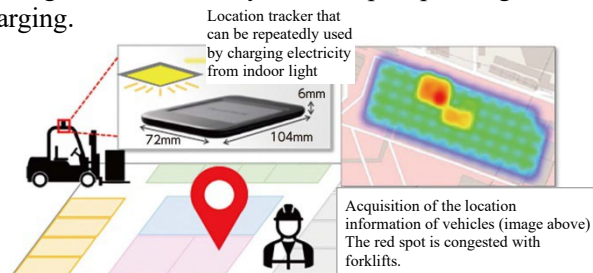 arging.
Location tracker that
can be repeatedly used
by charging electricity
from indoor light
6mm
72mm
104mm
Acquisition of the location
information of vehicles (image above)
The red spot is congested with
forklifts.